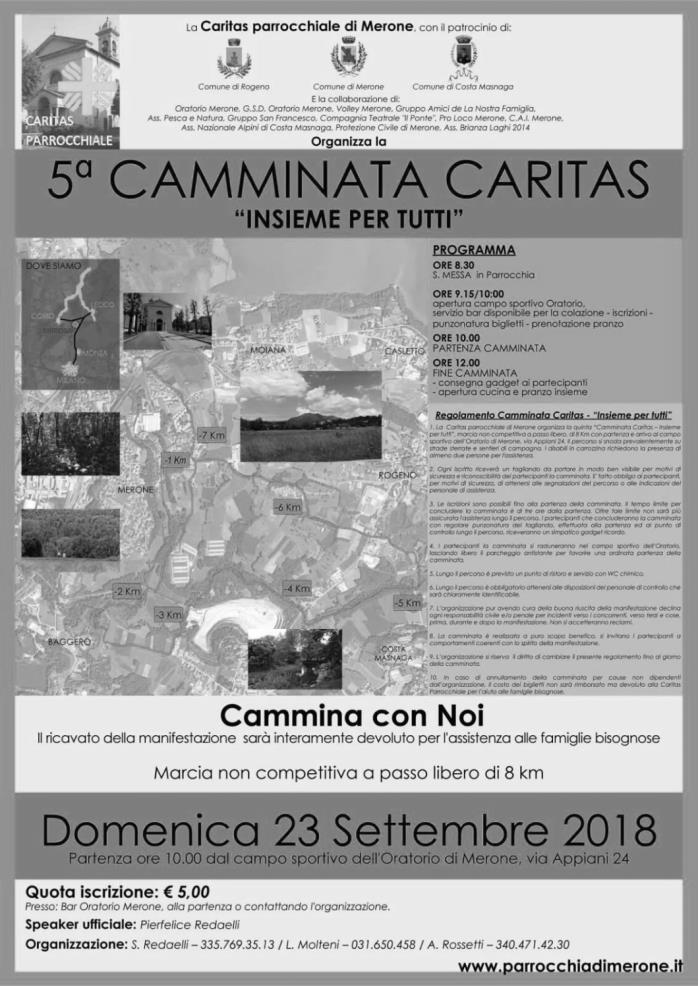 La Caritas parrocchiale di Merone, con il patrocinio di:
Comune di Rogeno
Comune di Merone
Comune di Costa Masnaga
CARITAS
PARROCCHIALE
E la collaborazione di:
Oratorio Merone, G.S.D. Oratorio Merone, Volley Merone, Gruppo Amici de La Nostra Famiglia,
Ass. Pesca e Natura, Gruppo San Francesco, Compagnia Teatrale "Il Ponte", Pro Loco Merone, C.A.I. Merone,
Ass. Nazionale Alpini di Costa Masnaga, Protezione Civile di Merone, Ass. Brianza Laghi 2014
Organizza la
5ª CAMMINATA CARITAS
“INSIEME PER TUTTI”
DOVE SIAMO
LECCO
COMO
MONZA
MILANO
MOIANA
CASLETTO
-7 Km
-1 Km
ROGENO
MERONE
-6 Km
-2 Km
-4 Km
-3 Km
-5 Km
BAGGERO
COSTA
MASNAGA
PROGRAMMA
ORE 8.30
S. MESSA in Parrocchia
ORE 9.15/10:00
apertura campo sportivo Oratorio,
servizio bar disponibile per la colazione - iscrizioni -
punzonatura biglietti - prenotazione pranzo
ORE 10.00
PARTENZA CAMMINATA
ORE 12.00
FINE CAMMINATA
- consegna gadget ai partecipanti
- apertura cucina e pranzo insieme
Regolamento Camminata Caritas - "Insieme per tutti"
1. La Caritas parrocchiale di Merone organizza la quinta "Camminata Caritas – Insieme
per tutti", marcia non competitiva a passo libero, di 8 Km con partenza e arrivo al campo
sportivo dell'Oratorio di Merone, via Appiani 24. Il percorso si snoda prevalentemente su
strade sterrate e sentieri di campagna. I disabili in carrozzina richiedono la presenza di
almeno due persone per l'assistenza.
2. Ogni iscritto riceverà un tagliando da portare in modo ben visibile per motivi di
sicurezza e riconoscibilità dei partecipanti la camminata. E' fatto obbligo ai partecipanti,
per motivi di sicurezza, di attenersi alle segnalazioni del percorso o alle indicazioni del
personale di assistenza.
3. Le iscrizioni sono possibili fino alla partenza della camminata. Il tempo limite per
concludere la camminata è di tre ore dalla partenza. Oltre tale limite non sarà più
assicurata l'assistenza lungo il percorso. I partecipanti che concluderanno la camminata
con regolare punzonatura del tagliando, effettuata alla partenza ed al punto di
controllo lungo il percorso, riceveranno un simpatico gadget ricordo.
4. I partecipanti la camminata si raduneranno nel campo sportivo dell'Oratorio,
lasciando libero il parcheggio antistante per favorire una ordinata partenza della
camminata.
5. Lungo il percorso è previsto un punto di ristoro e servizio con WC chimico.
6. Lungo il percorso è obbligatorio attenersi alle disposizioni del personale di controllo che
sarà chiaramente identificabile.
7. L'organizzazione pur avendo cura della buona riuscita della manifestazione declina
ogni responsabilità civile e/o penale per incidenti verso i concorrenti, verso terzi e cose,
prima, durante e dopo la manifestazione. Non si accetteranno reclami.
8. La camminata è realizzata a puro scopo benefico, si invitano i partecipanti a
comportamenti coerenti con lo spirito della manifestazione.
9. L'organizzazione si riserva il diritto di cambiare il presente regolamento fino al giorno
della camminata.
10. In caso di annullamento della camminata per cause non dipendenti
dall'organizzazione, il costo dei biglietti non sarà rimborsato ma devoluto alla Caritas
Parrocchiale per l'aiuto alle famiglie bisognose.
Cammina con Noi
Il ricavato della manifestazione sarà interamente devoluto per l'assistenza alle famiglie bisognose
Marcia non competitiva a passo libero di 8 km
Domenica 23 Settembre 2018
Partenza ore 10.00 dal campo sportivo dell'Oratorio di Merone, via Appiani 24
Quota iscrizione: € 5,00
Presso: Bar Oratorio Merone, alla partenza o contattando l'organizzazione.
Speaker ufficiale: Pierfelice Redaelli
Organizzazione: S. Redaelli – 335.769.35.13 / L. Molteni – 031.650.458 / A. Rossetti – 340.471.42.30
www.parrocchiadimerone.it